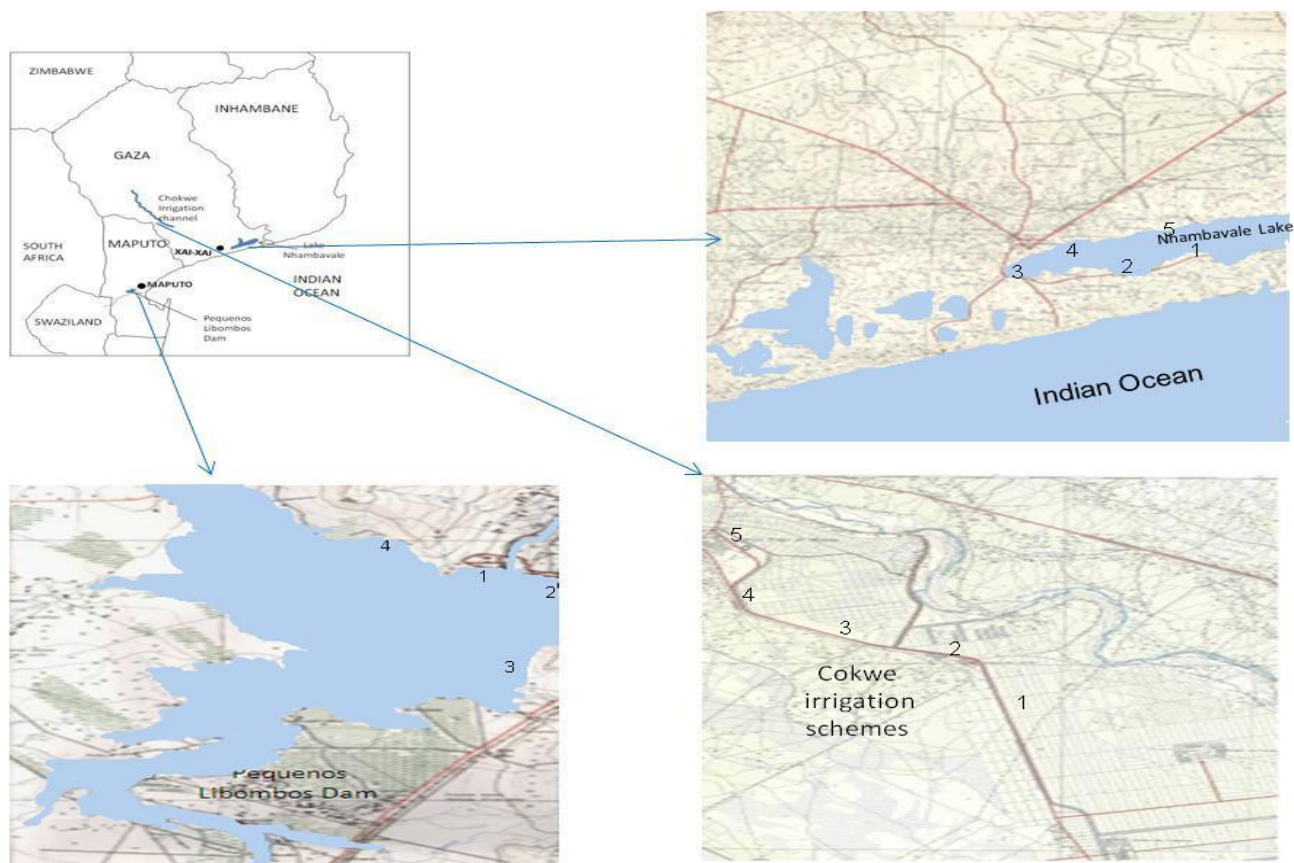 ZIMBABWE
INHAMBANE
GAZA
Chokwe
Irrigation
channel
SOUTH
AFRICA
MAPUTO
XAI-XAI
Lake
Nhambavale
INDIAN
OCEAN
MAPUTO
SWAZILAND
Pequenos
Libombos
Dam
5
Nhambavale Lake
4
1
2
3
Indian Ocean
4
1
2
3
Pequenos
Libombos Dam
5
4
3
2
1
Cokwe
irrigation
schemes